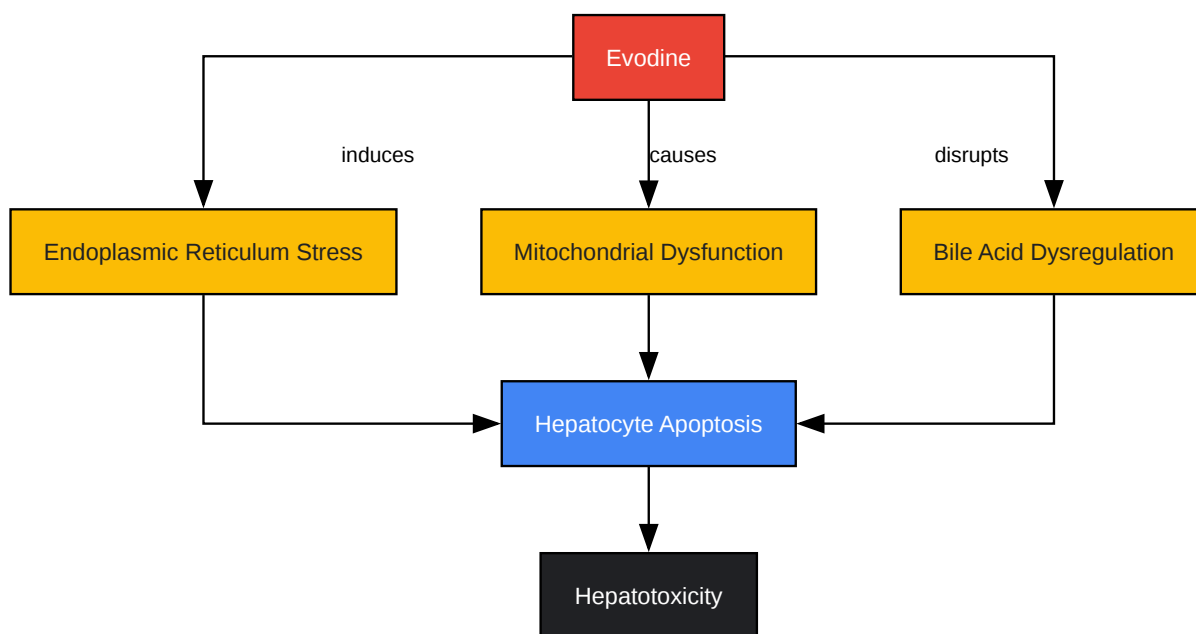 Evodine
induces
causes
disrupts
Endoplasmic Reticulum Stress
Mitochondrial Dysfunction
Bile Acid Dysregulation
Hepatocyte Apoptosis
Hepatotoxicity